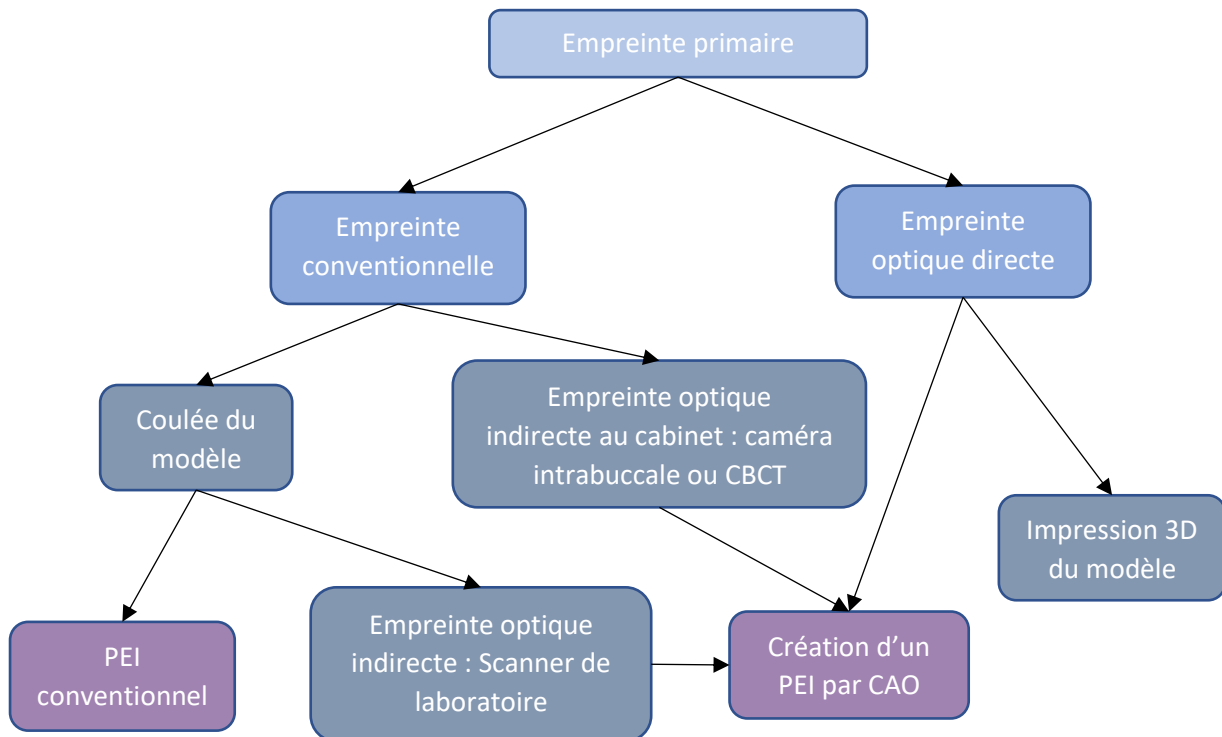 Empreinte primaire
Empreinte
conventionnelle
Empreinte
optique directe
Coulée du
modèle
Empreinte optique
indirecte au cabinet : caméra
intrabuccale ou CBCT
Impression 3D
du modèle
PEI
conventionnel
Empreinte optique
indirecte : Scanner de
laboratoire
Création d’un
PEI par CAO